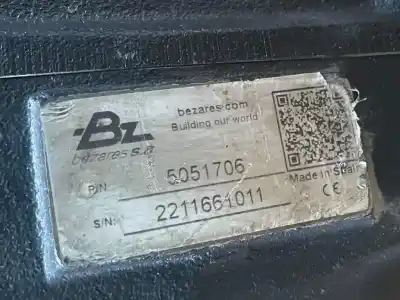 Bz
bezares s.a.
bezares.com
Building our world
P/N: 5051706
S/N: 2211661011
Made in Spain
CE